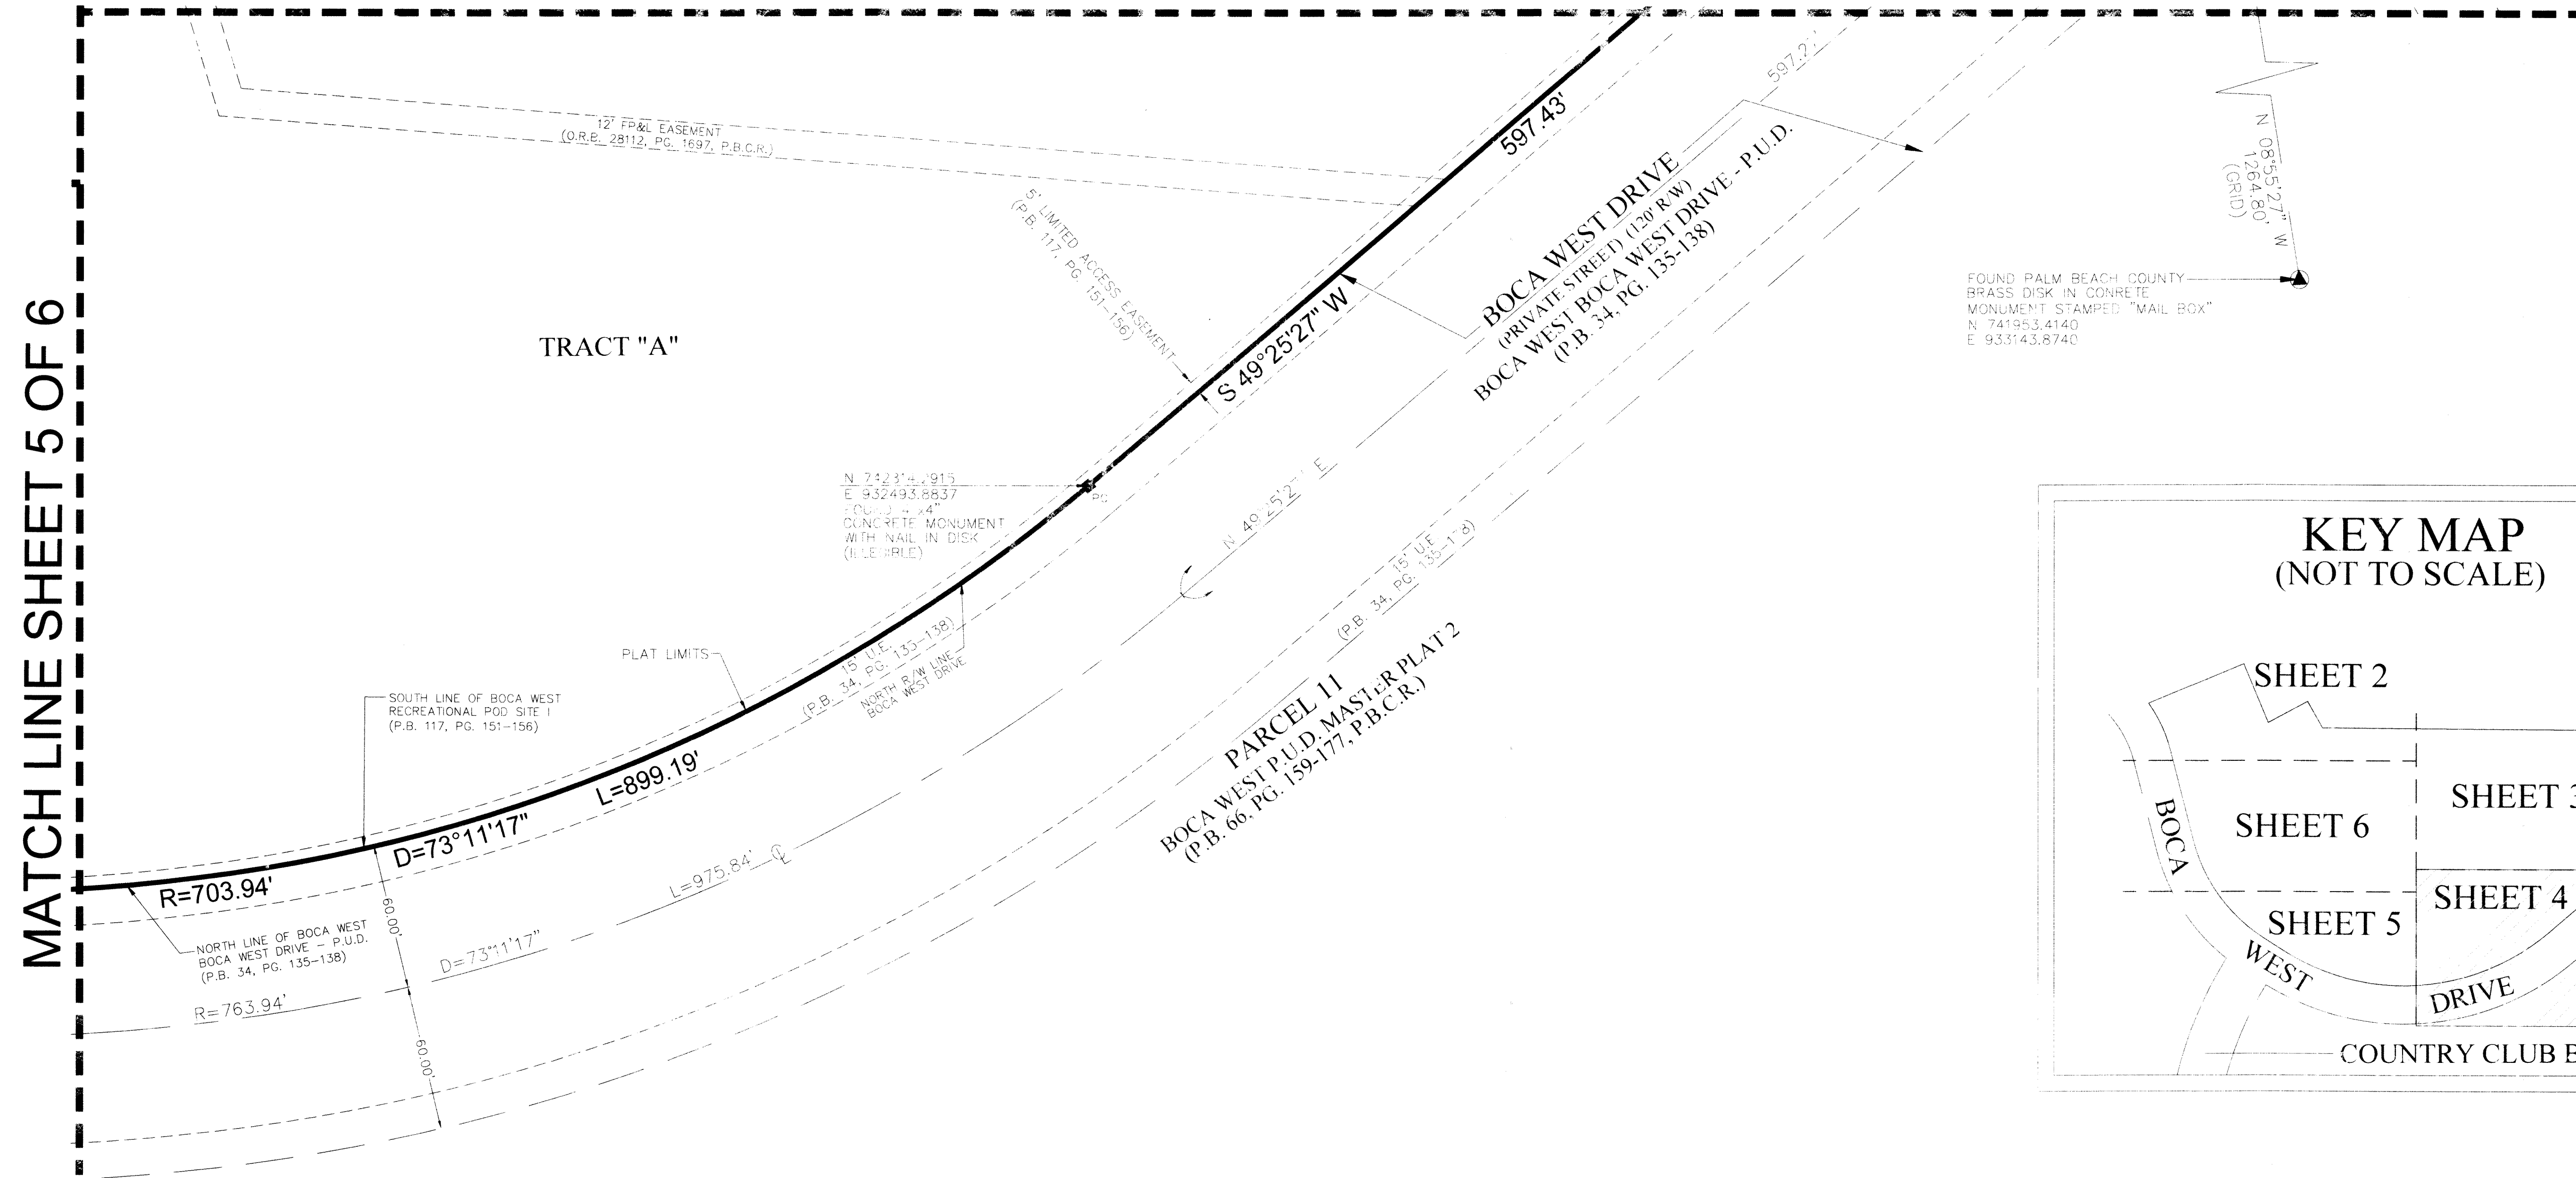 MATCH LINE SHEET 5 OF 6
12' FP&L EASEMENT
(O.R.B. 28112, PG. 1697, P.B.C.R.)
TRACT "A"
5' LIMITED ACCESS EASEMENT
(P.B. 117, PG. 151-156)
597.43'
S 49°25'27" W
BOCA WEST DRIVE
(PRIVATE STREET) (120' R/W)
BOCA WEST BOCA WEST DRIVE - P.U.D.
(P.B. 34, PG. 135-138)
N 08°55'27" W
1264.80'
(GRID)
FOUND PALM BEACH COUNTY
BRASS DISK IN CONRETE
MONUMENT STAMPED "MAIL BOX"
N 741953.4140
E 933143.8740
E 932493.8837
CONCRETE MONUMENT
WITH NAIL IN DISK
PLAT LIMITS
15' U.E.
(P.B. 34, PG. 135-138)
NORTH R/W LINE
BOCA WEST DRIVE
15' U.E.
(P.B. 34, PG.
PARCEL 11
BOCA WEST P.U.D. MASTER PLAT 2
(P.B. 66, PG. 159-177, P.B.C.R.)
SOUTH LINE OF BOCA WEST
RECREATIONAL POD SITE I
(P.B. 117, PG. 151-156)
L=899.19'
D=73°11'17"
R=703.94'
L=975.84'
D=73°11'17"
R=763.94'
60.00'
60.00'
NORTH LINE OF BOCA WEST
BOCA WEST DRIVE - P.U.D.
(P.B. 34, PG. 135-138)
KEY MAP
(NOT TO SCALE)
SHEET 2
SHEET 3
SHEET 6
SHEET 4
SHEET 5
BOCA
WEST
DRIVE
COUNTRY CLUB